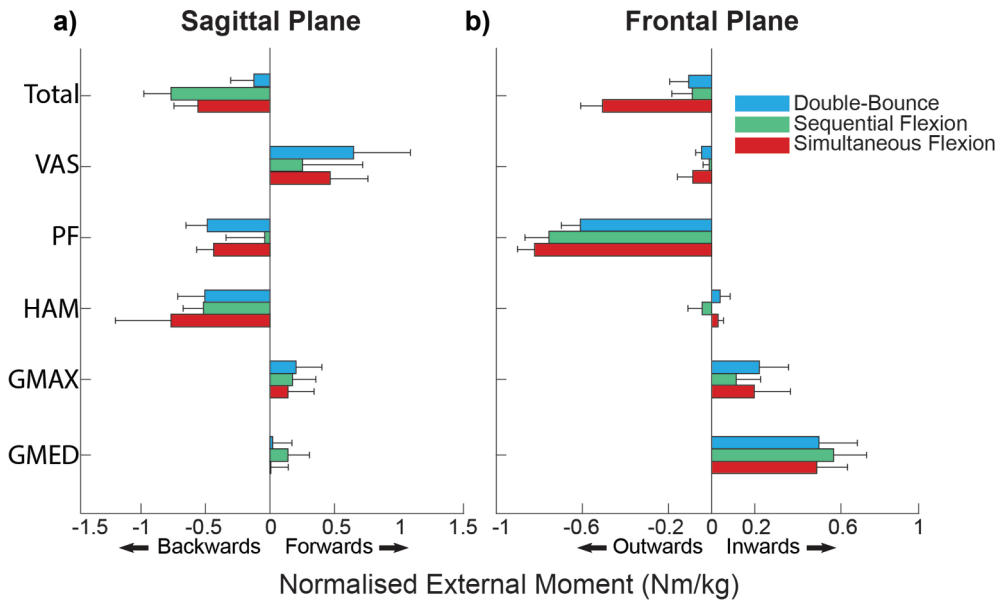 a) Sagittal Plane
b) Frontal Plane
Total
VAS
PF
HAM
GMAX
GMED
Double-Bounce
Sequential Flexion
Simultaneous Flexion
-1.5 -1 -0.5 0 0.5 1 1.5
Backwards Forwards
-1 -0.6 -0.2 0 0.2 0.6 1
Outwards Inwards
Normalised External Moment (Nm/kg)